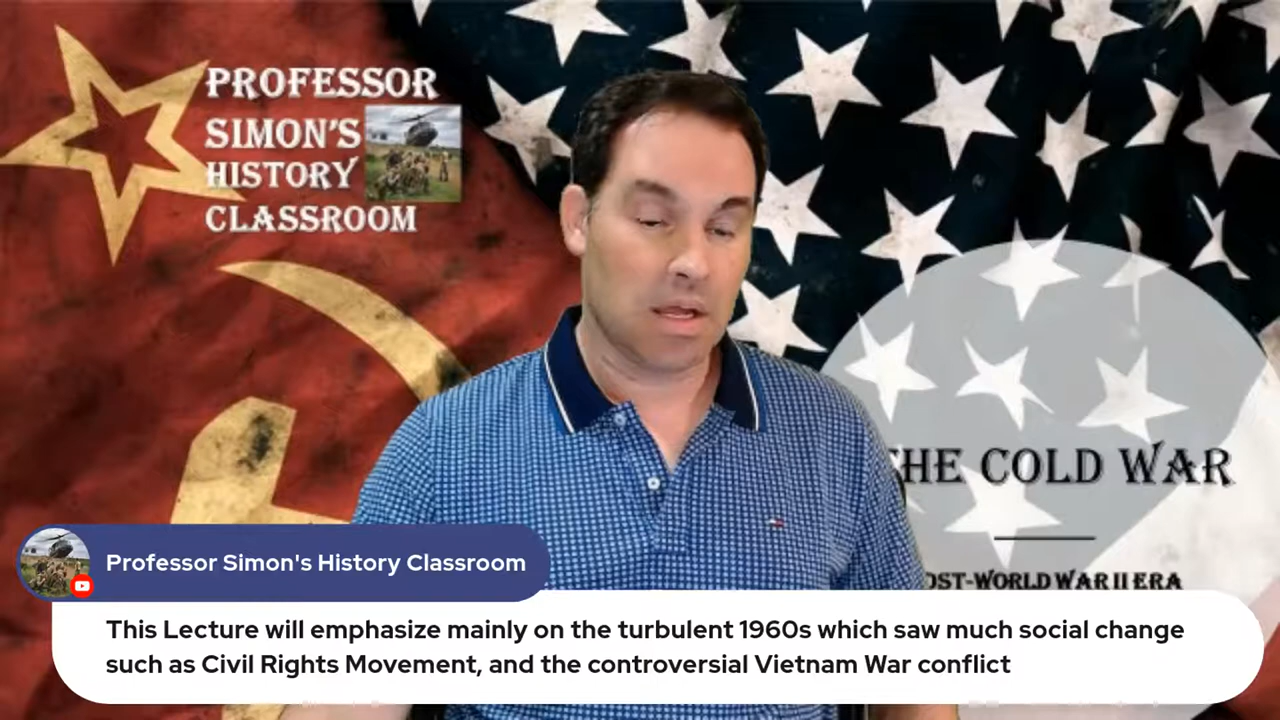 PROFESSOR
SIMON'S
HISTORY
CLASSROOM
HE COLD WAR
OST-WORLD WAR II ERA
Professor Simon's History Classroom
This Lecture will emphasize mainly on the turbulent 1960s which saw much social change
such as Civil Rights Movement, and the controversial Vietnam War conflict